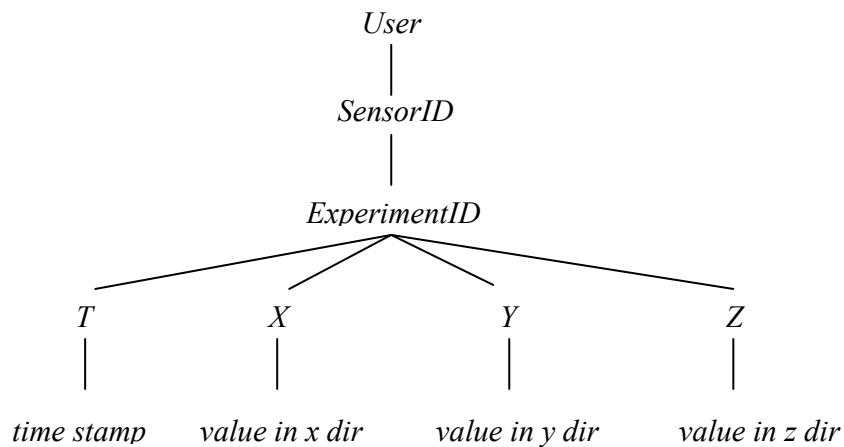 User
SensorID
ExperimentID
T X Y Z
time stamp value in x dir value in y dir value in z dir